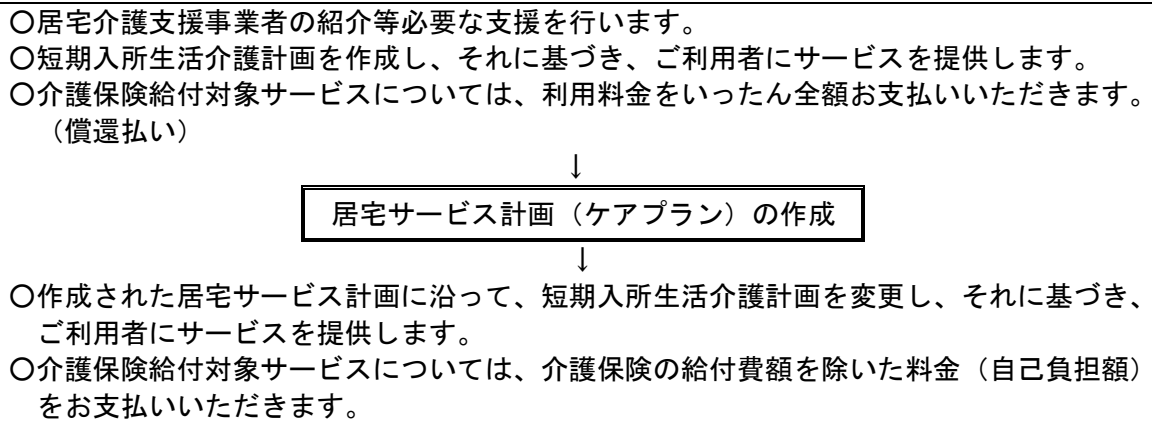 〇居宅介護支援事業者の紹介等必要な支援を行います。
〇短期入所生活介護計画を作成し、それに基づき、ご利用者にサービスを提供します。
〇介護保険給付対象サービスについては、利用料金をいったん全額お支払いいただきます。
（償還払い）
↓
居宅サービス計画（ケアプラン）の作成
↓
〇作成された居宅サービス計画に沿って、短期入所生活介護計画を変更し、それに基づき、
ご利用者にサービスを提供します。
〇介護保険給付対象サービスについては、介護保険の給付費額を除いた料金（自己負担額）
をお支払いいただきます。